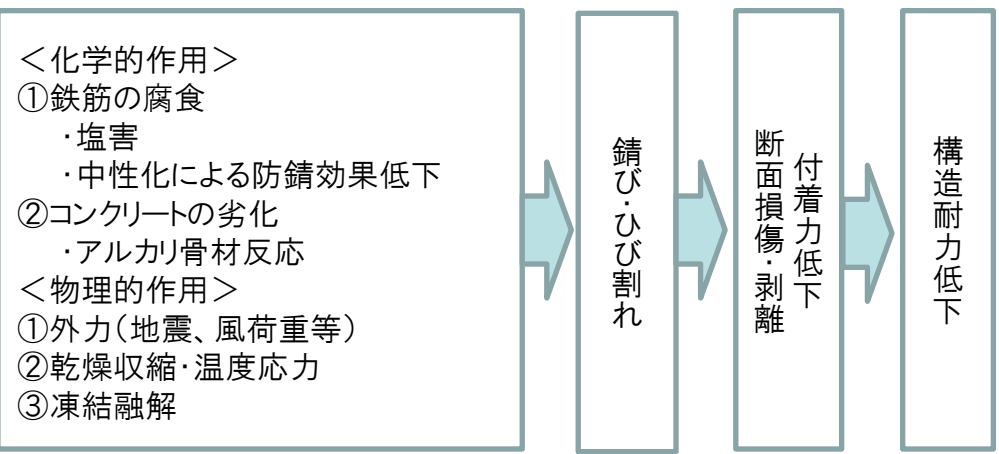 ＜化学的作用＞
①鉄筋の腐食
・塩害
・中性化による防錆効果低下
②コンクリートの劣化
・アルカリ骨材反応
＜物理的作用＞
①外力（地震、風荷重等）
②乾燥収縮・温度応力
③凍結融解
錆び・ひび割れ
付着力低下
断面損傷・剥離
構造耐力低下